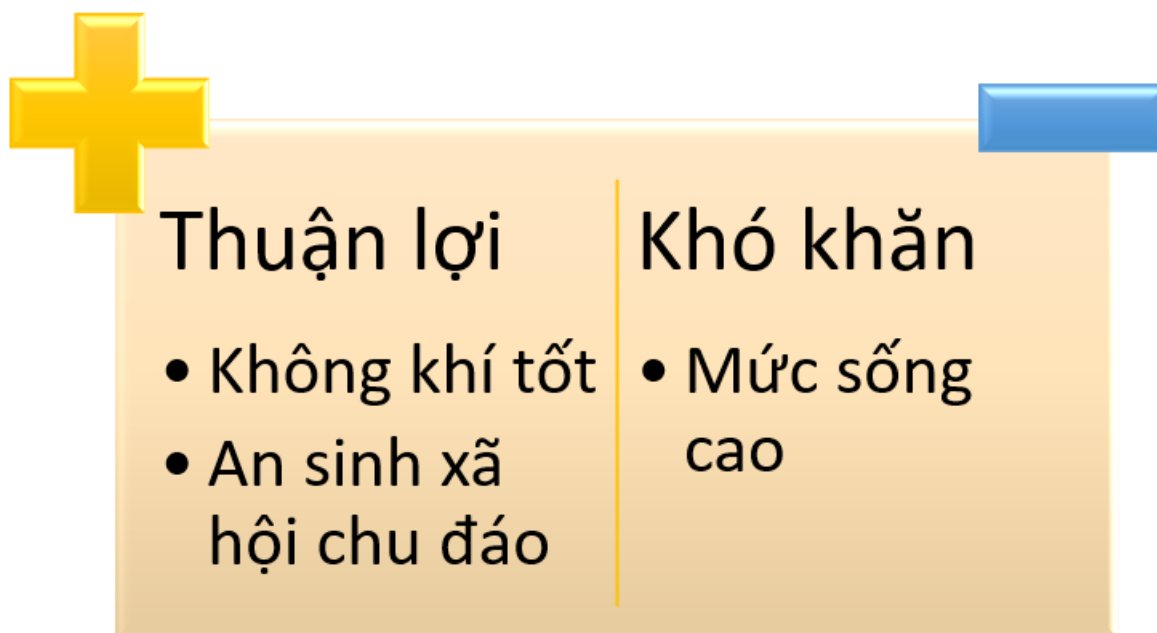 Thuận lợi
• Không khí tốt
• An sinh xã
hội chu đáo
Khó khăn
• Mức sống
cao